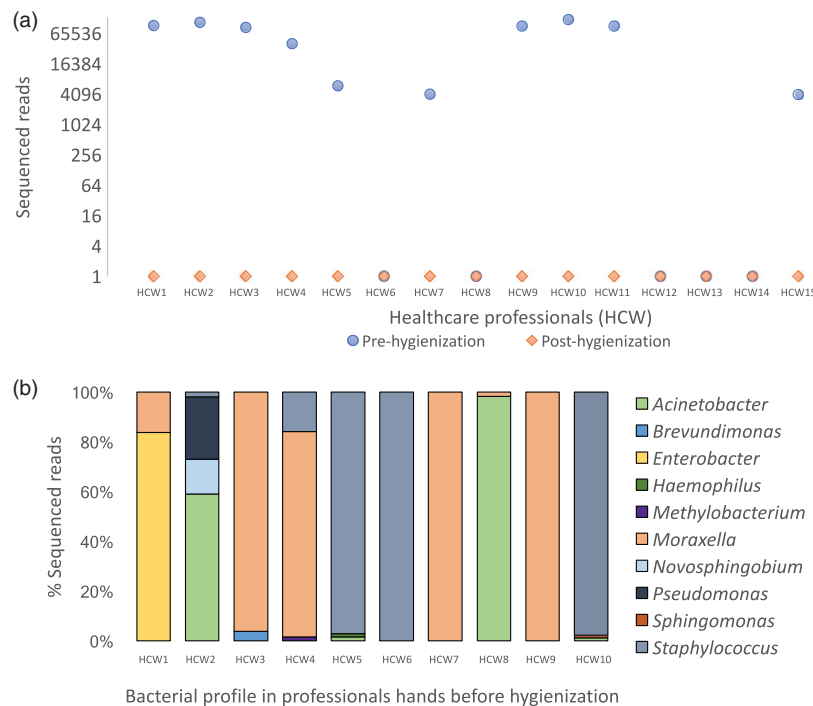 (a)
Sequenced reads
65536
16384
4096
1024
256
64
16
4
1
HCW1 HCW2 HCW3 HCW4 HCW5 HCW6 HCW7 HCW8 HCW9 HCW10 HCW11 HCW12 HCW13 HCW14 HCW15
Healthcare professionals (HCW)
Pre-hygienization Post-hygienization
(b)
% Sequenced reads
100%
80%
60%
40%
20%
0%
HCW1 HCW2 HCW3 HCW4 HCW5 HCW6 HCW7 HCW8 HCW9 HCW10
Acinetobacter
Brevundimonas
Enterobacter
Haemophilus
Methylobacterium
Moraxella
Novosphingobium
Pseudomonas
Sphingomonas
Staphylococcus
Bacterial profile in professionals hands before hygienization